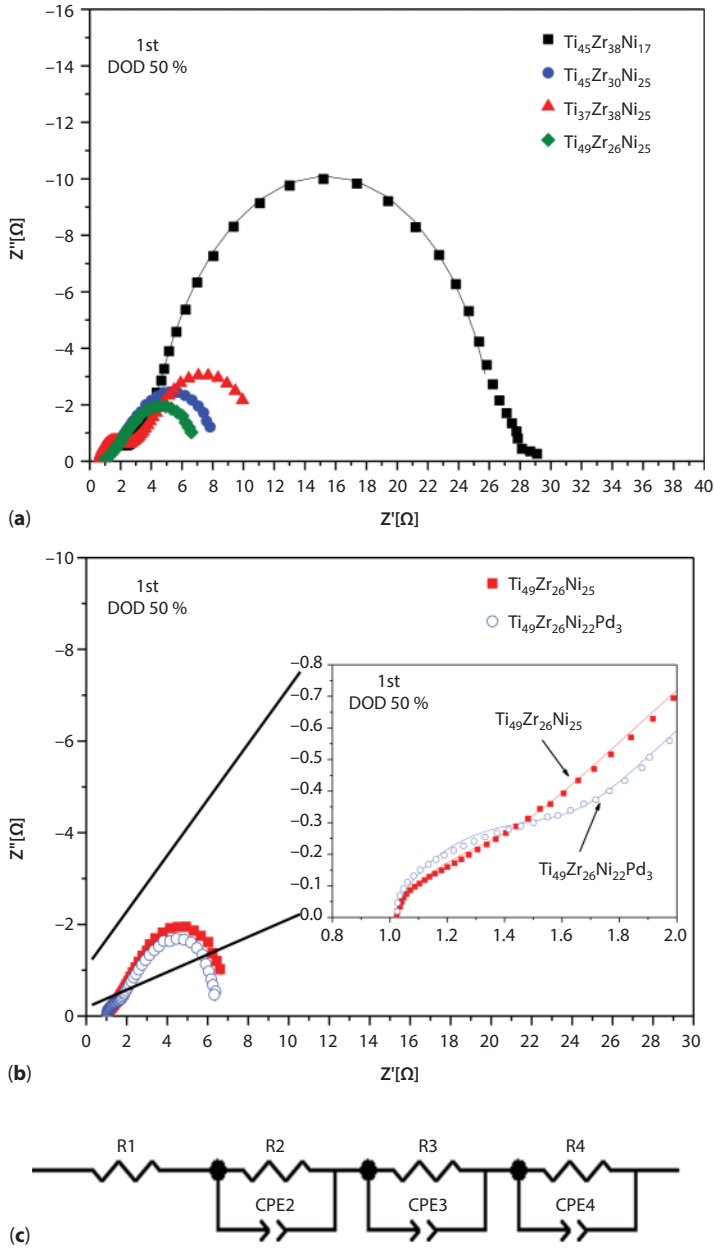 −16
−14
−12
−10
−8
−6
−4
−2
0
Z"[Ω]
1st
DOD 50 %
Ti45Zr38Ni17
Ti45Zr30Ni25
Ti37Zr38Ni25
Ti49Zr26Ni25
0 2 4 6 8 10 12 14 16 18 20 22 24 26 28 30 32 34 36 38 40
(a)
Z'[Ω]
−10
−8
−6
−4
−2
0
Z"[Ω]
1st
DOD 50 %
Ti49Zr26Ni25
Ti49Zr26Ni22Pd3
−0.8
−0.7
−0.6
−0.5
−0.4
−0.3
−0.2
−0.1
0.0
1st
DOD 50 %
Ti49Zr26Ni25
Ti49Zr26Ni22Pd3
0.8 1.0 1.2 1.4 1.6 1.8 2.0
0 2 4 6 8 10 12 14 16 18 20 22 24 26 28 30
(b)
Z'[Ω]
R1 R2 R3 R4
CPE2 CPE3 CPE4
(c)